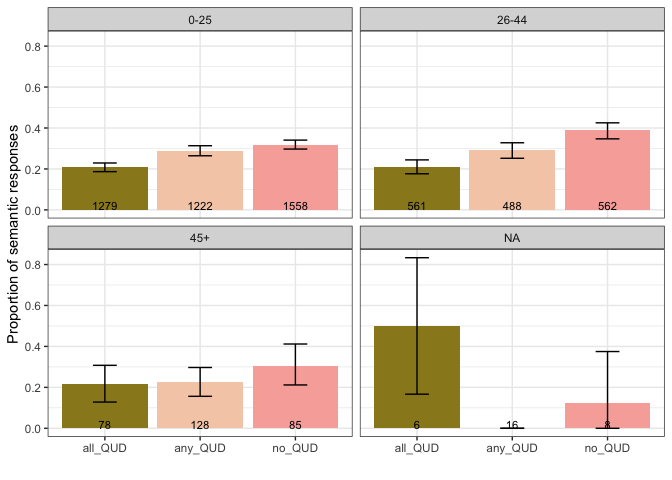 0-25 26-44
0.8
0.6
0.4
0.2
0.0
1279 1222 1558 561 488 562
Proportion of semantic responses
45+ NA
0.8
0.6
0.4
0.2
0.0
78 128 85 6 16 8
all_QUD any_QUD no_QUD all_QUD any_QUD no_QUD